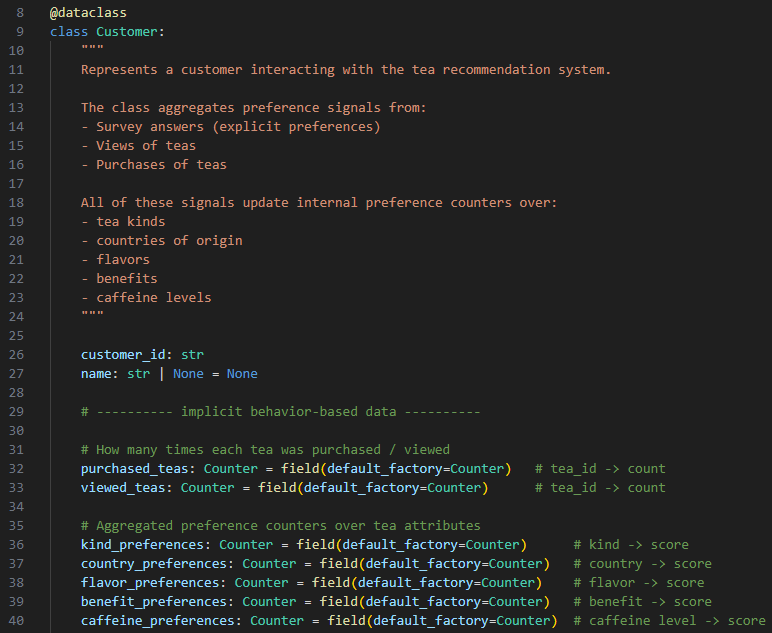 8 @dataclass
9 class Customer:
10 """
11 Represents a customer interacting with the tea recommendation system.
12
13 The class aggregates preference signals from:
14 - Survey answers (explicit preferences)
15 - Views of teas
16 - Purchases of teas
17
18 All of these signals update internal preference counters over:
19 - tea kinds
20 - countries of origin
21 - flavors
22 - benefits
23 - caffeine levels
24 """
25
26 customer_id: str
27 name: str | None = None
28
29 # ---------- implicit behavior-based data ----------
30
31 # How many times each tea was purchased / viewed
32 purchased_teas: Counter = field(default_factory=Counter) # tea_id -> count
33 viewed_teas: Counter = field(default_factory=Counter) # tea_id -> count
34
35 # Aggregated preference counters over tea attributes
36 kind_preferences: Counter = field(default_factory=Counter) # kind -> score
37 country_preferences: Counter = field(default_factory=Counter) # country -> score
38 flavor_preferences: Counter = field(default_factory=Counter) # flavor -> score
39 benefit_preferences: Counter = field(default_factory=Counter) # benefit -> score
40 caffeine_preferences: Counter = field(default_factory=Counter) # caffeine level -> score